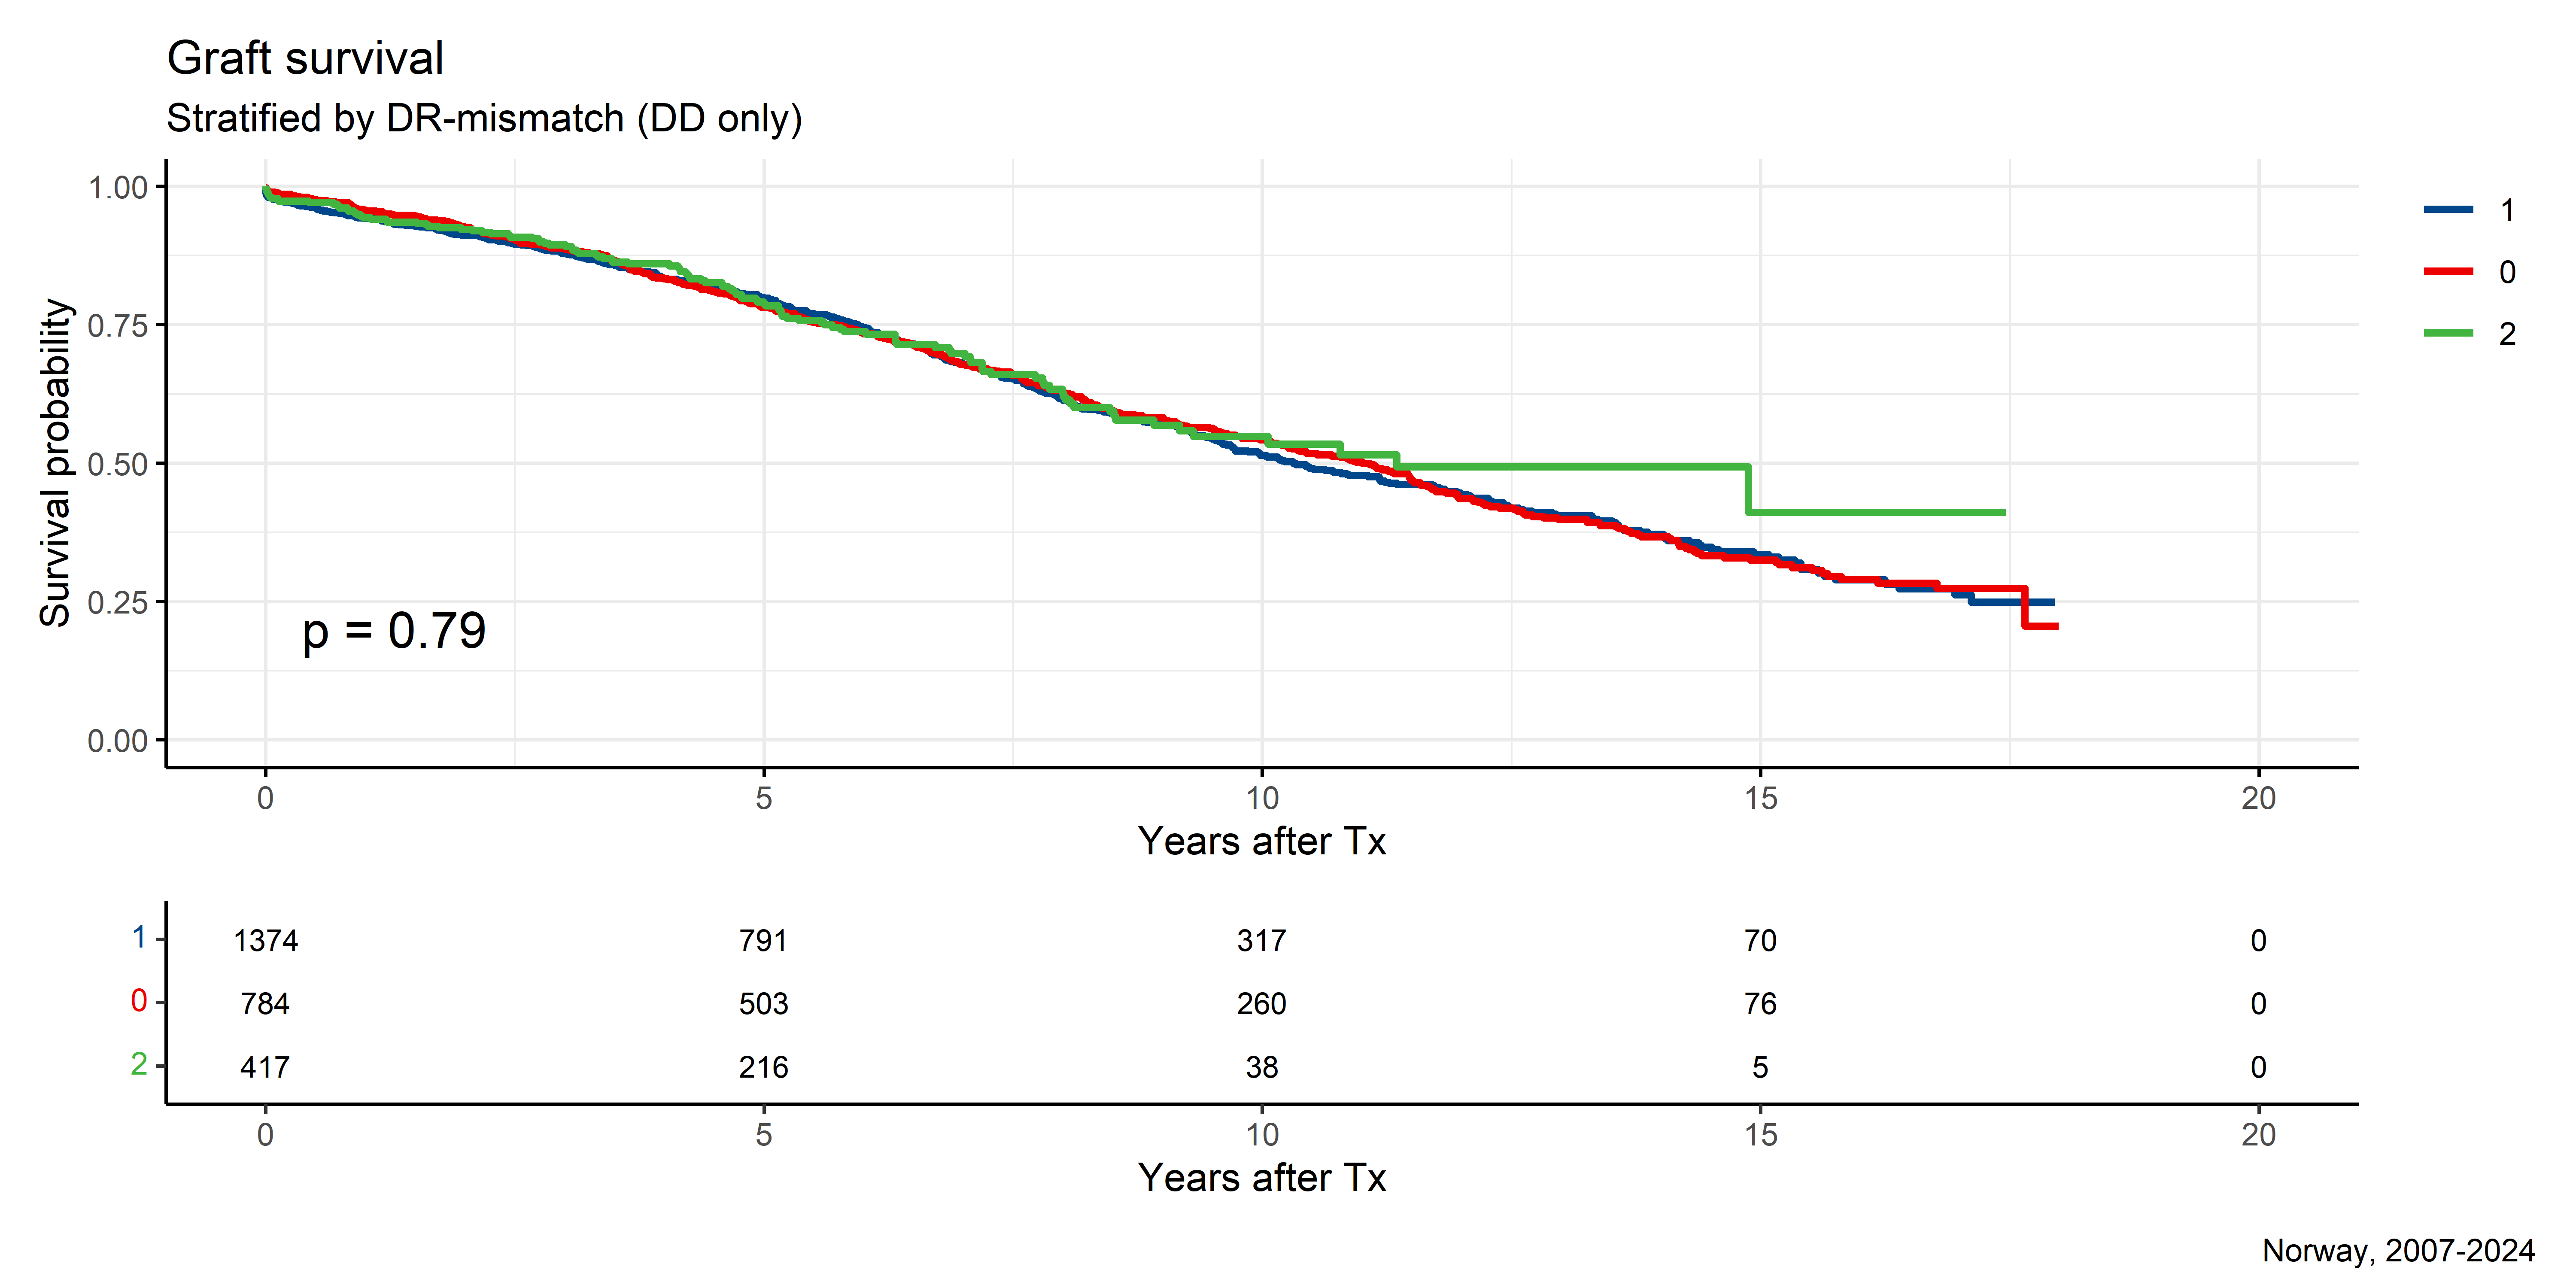 Graft survival
Stratified by DR-mismatch (DD only)
1.00
0.75
0.50
0.25
0.00
Survival probability
p = 0.79
1
0
2
0 5 10 15 20
Years after Tx
1 1374 791 317 70 0
0 784 503 260 76 0
2 417 216 38 5 0
0 5 10 15 20
Years after Tx
Norway, 2007-2024